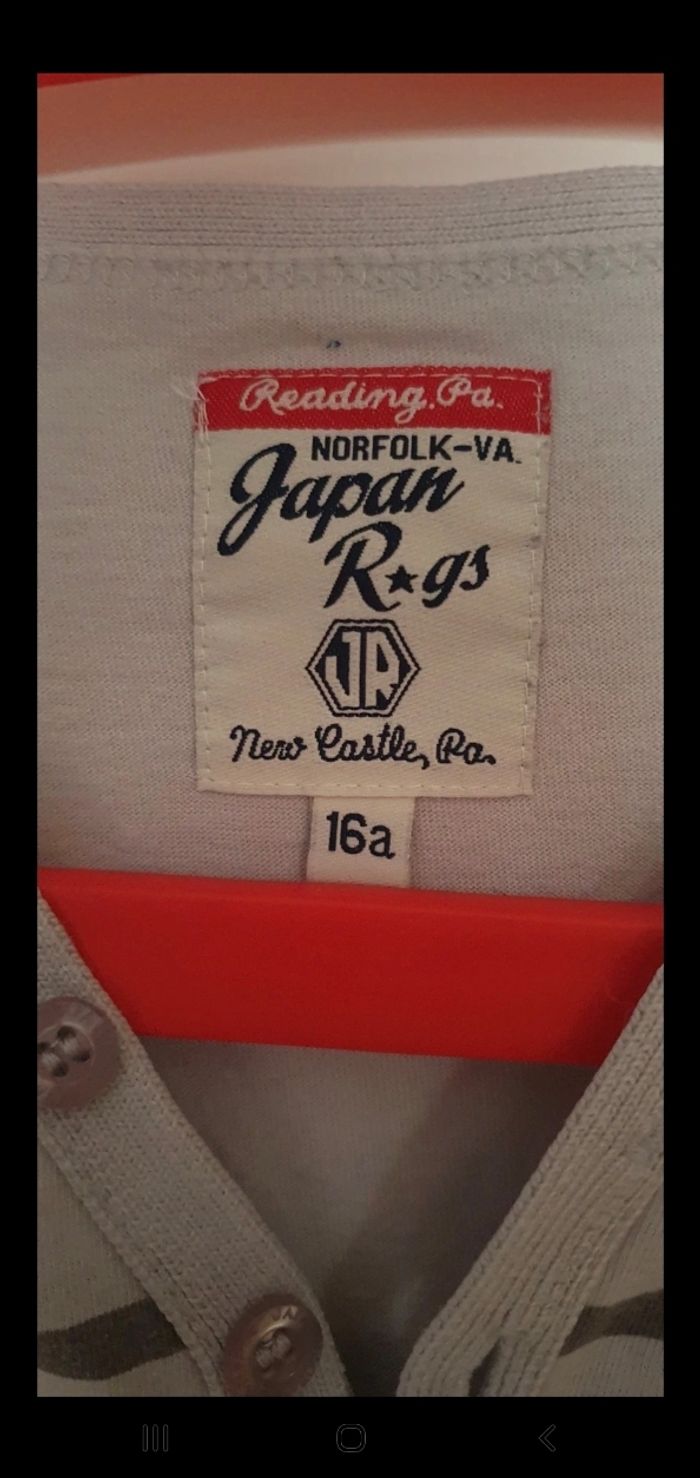 Reading.Pa.
NORFOLK-VA.
Japan
R★gs
JR
New Castle, Pa.
16a